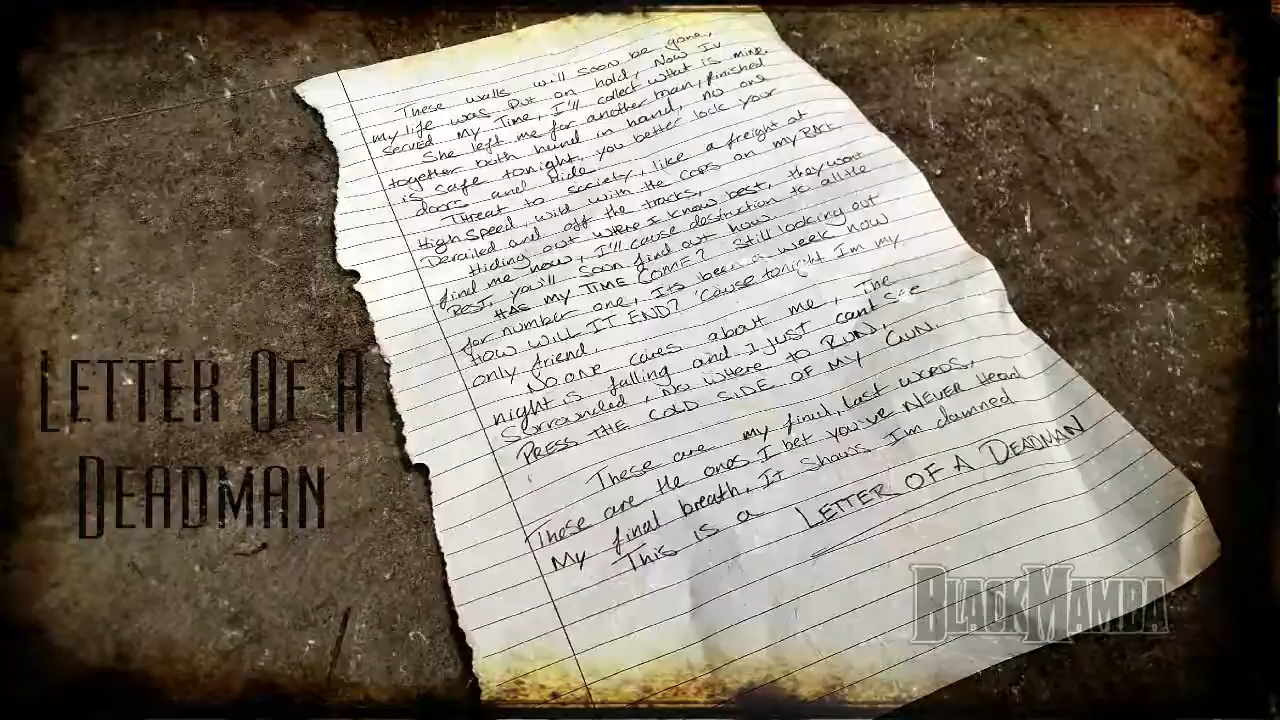 These walls will soon be gone,
my life was put on hold, Now Iv
served my Time, I'll collect what is mine.
She left me for another man, finished
together both hand in hand, no one
is safe tonight, you better lock your
doors and hide.
Threat to society, like a freight at
High Speed, wild with the cops on my BACK.
Derailed and off the tracks,
Hiding out where I know best, they want
find me now, I'll cause destruction to all the
REST, you'll soon find out how.
HAS my TIME COME? Still looking out
for number one, Its been a week now
HOW WILL IT END? 'Cause tonight Im my
only friend.
No one cares about me, The
night is falling and I just cant see
Surrounded, No where to RUN,
PRESS THE COLD SIDE OF MY GUN.
These are my final, last words,
These are the ones I bet you've NEVER Head
My final breath, It shows Im damned
This is a LETTER OF A DEADMAN
LETTER OF A
DEADMAN
BLACKMAMBA